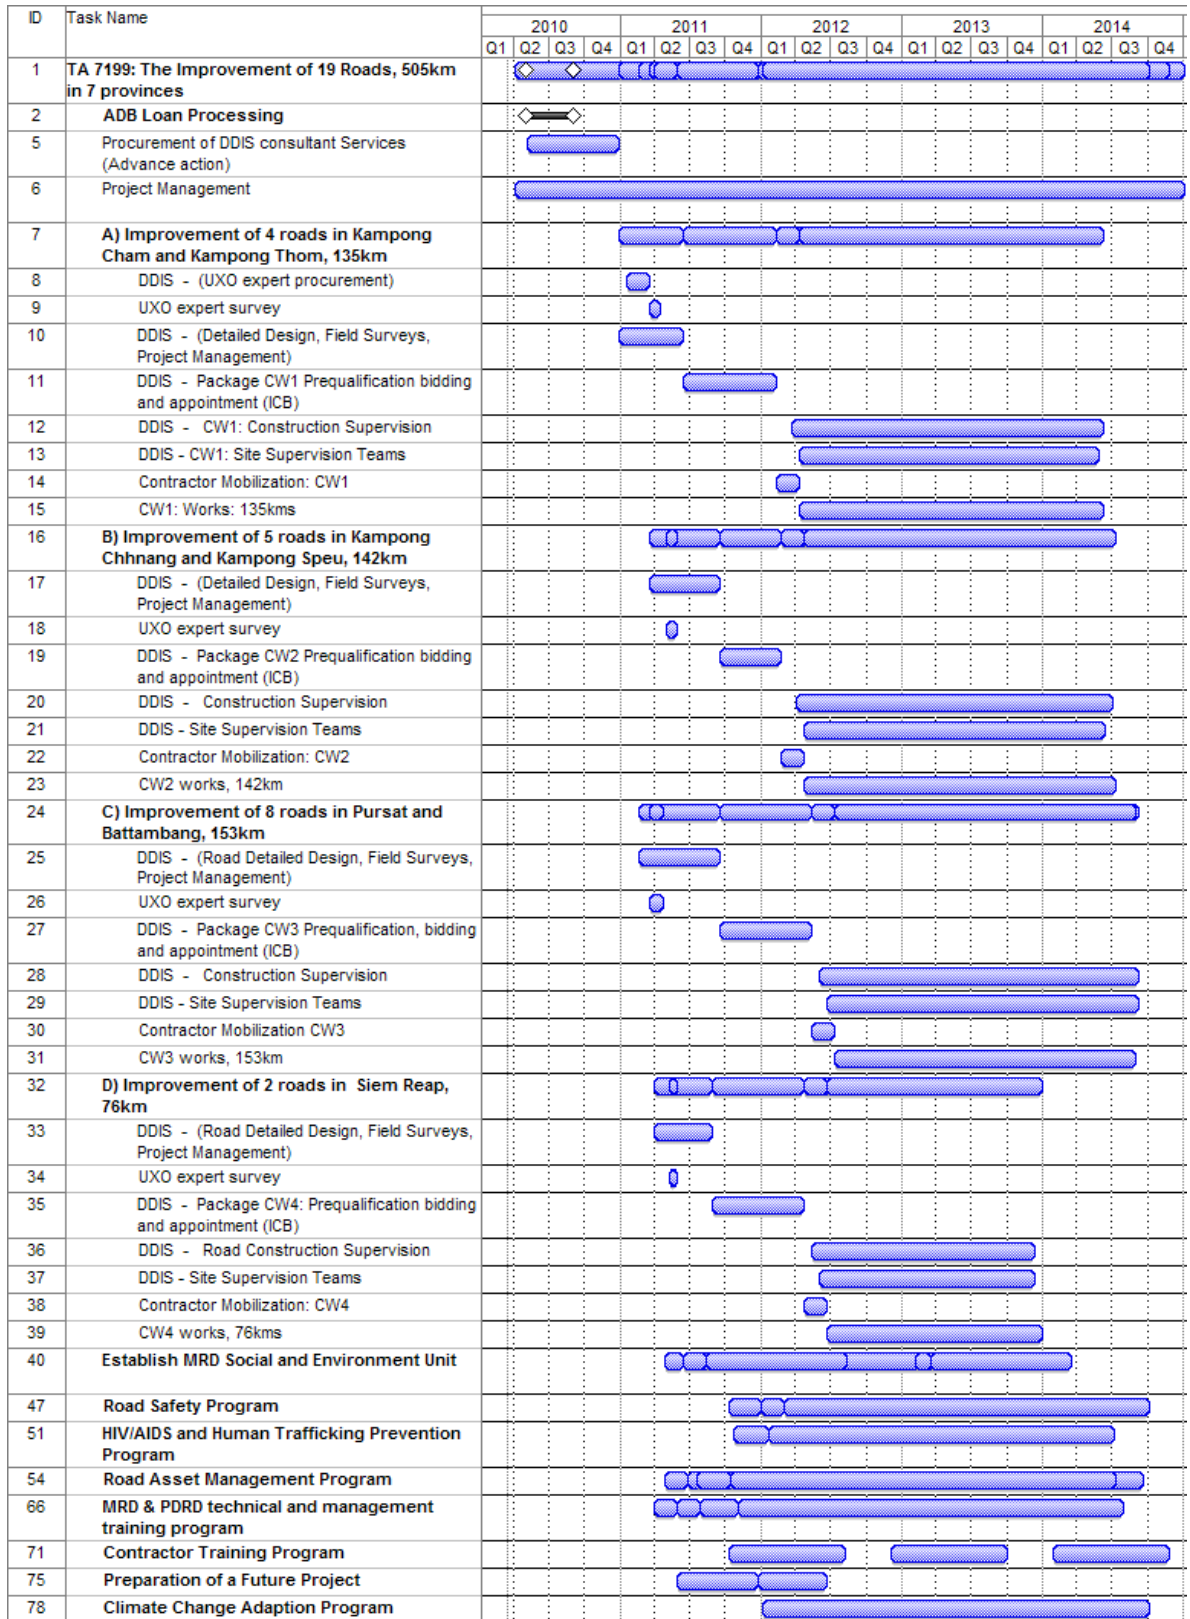 ID Task Name
2010 2011 2012 2013 2014
Q1 Q2 Q3 Q4 Q1 Q2 Q3 Q4 Q1 Q2 Q3 Q4 Q1 Q2 Q3 Q4 Q1 Q2 Q3 Q4
1 TA 7199: The Improvement of 19 Roads, 505km
in 7 provinces
2 ADB Loan Processing
5 Procurement of DDIS consultant Services
(Advance action)
6 Project Management
7 A) Improvement of 4 roads in Kampong
Cham and Kampong Thom, 135km
8 DDIS - (UXO expert procurement)
9 UXO expert survey
10 DDIS - (Detailed Design, Field Surveys,
Project Management)
11 DDIS - Package CW1 Prequalification bidding
and appointment (ICB)
12 DDIS - CW1: Construction Supervision
13 DDIS - CW1: Site Supervision Teams
14 Contractor Mobilization: CW1
15 CW1: Works: 135kms
16 B) Improvement of 5 roads in Kampong
Chhnang and Kampong Speu, 142km
17 DDIS - (Detailed Design, Field Surveys,
Project Management)
18 UXO expert survey
19 DDIS - Package CW2 Prequalification bidding
and appointment (ICB)
20 DDIS - Construction Supervision
21 DDIS - Site Supervision Teams
22 Contractor Mobilization: CW2
23 CW2 works, 142km
24 C) Improvement of 8 roads in Pursat and
Battambang, 153km
25 DDIS - (Road Detailed Design, Field Surveys,
Project Management)
26 UXO expert survey
27 DDIS - Package CW3 Prequalification, bidding
and appointment (ICB)
28 DDIS - Construction Supervision
29 DDIS - Site Supervision Teams
30 Contractor Mobilization CW3
31 CW3 works, 153km
32 D) Improvement of 2 roads in Siem Reap,
76km
33 DDIS - (Road Detailed Design, Field Surveys,
Project Management)
34 UXO expert survey
35 DDIS - Package CW4: Prequalification bidding
and appointment (ICB)
36 DDIS - Road Construction Supervision
37 DDIS - Site Supervision Teams
38 Contractor Mobilization: CW4
39 CW4 works, 76kms
40 Establish MRD Social and Environment Unit
47 Road Safety Program
51 HIV/AIDS and Human Trafficking Prevention
Program
54 Road Asset Management Program
66 MRD & PDRD technical and management
training program
71 Contractor Training Program
75 Preparation of a Future Project
78 Climate Change Adaption Program